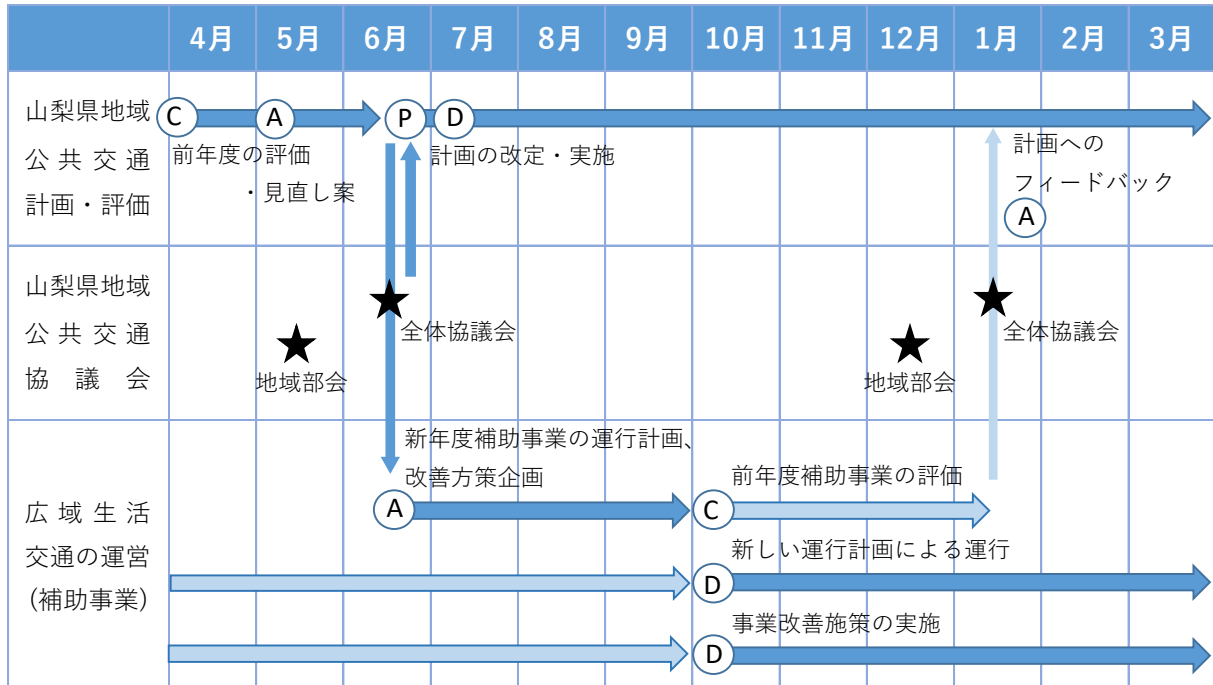 4月 5月 6月 7月 8月 9月 10月 11月 12月 1月 2月 3月
山梨県地域
公共交通
計画・評価
C A P D
前年度の評価
・見直し案
計画の改定・実施
計画への
フィードバック
A
山梨県地域
公共交通
協議会
全体協議会
地域部会
全体協議会
地域部会
広域生活
交通の運営
(補助事業)
新年度補助事業の運行計画、
改善方策企画
A
前年度補助事業の評価
C
新しい運行計画による運行
D
事業改善施策の実施
D